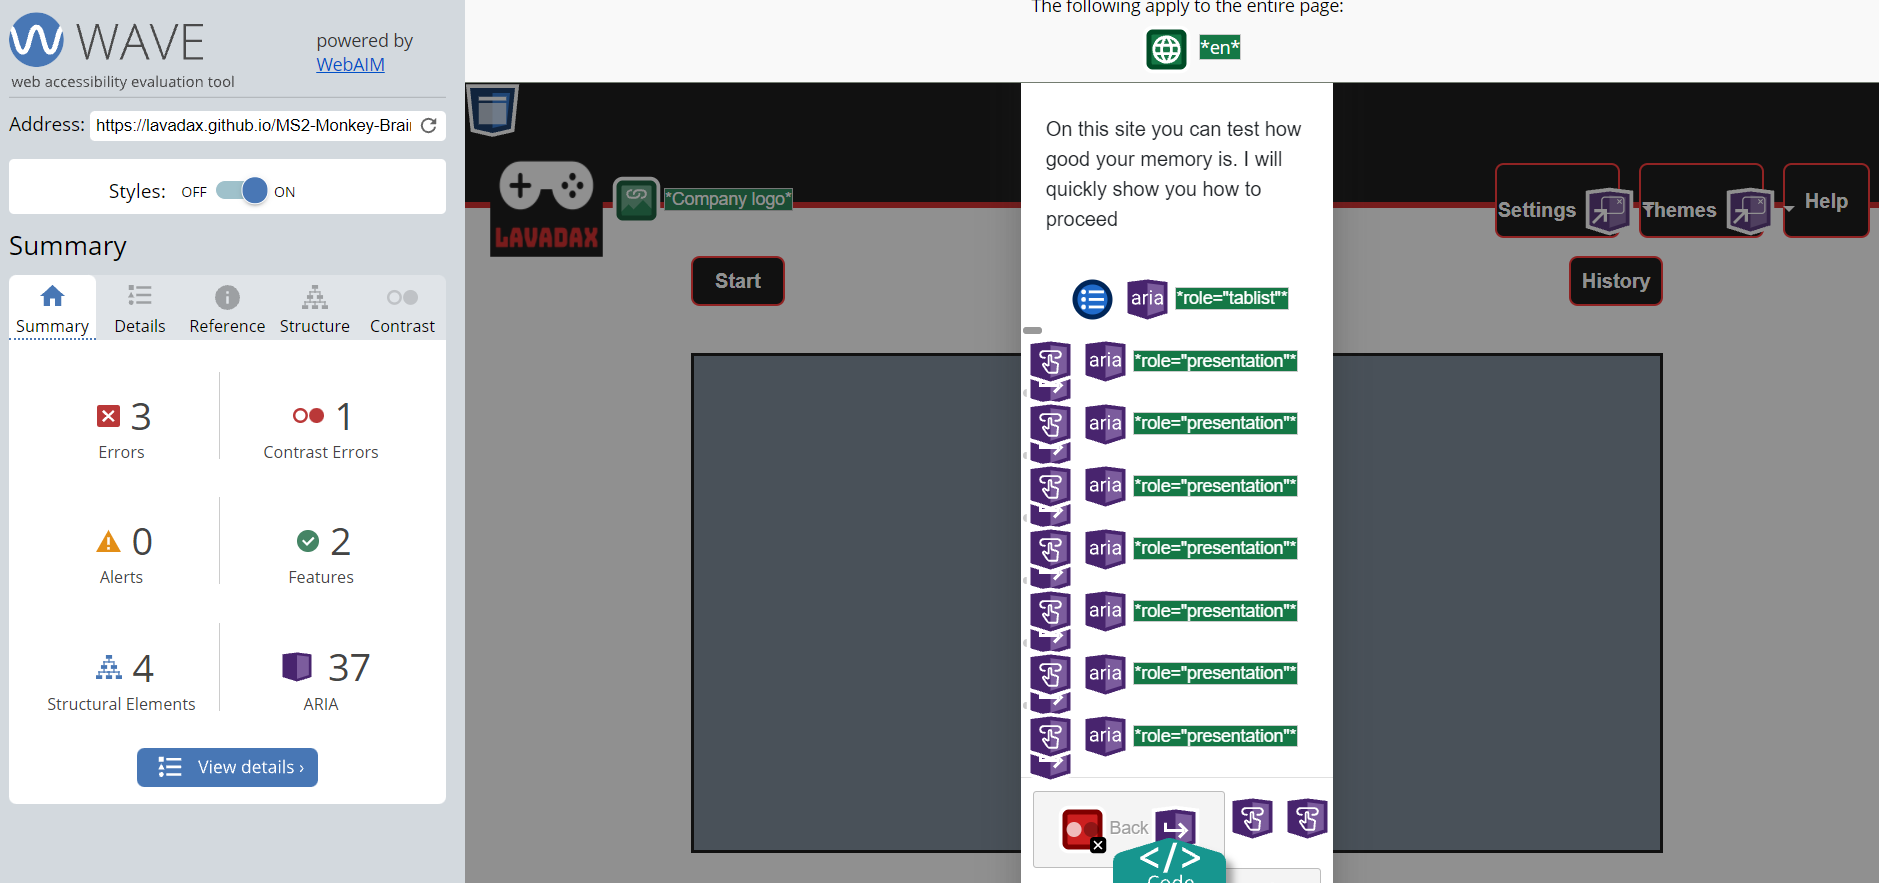 WAVE
web accessibility evaluation tool
powered by
WebAIM
Address: https://lavadax.github.io/MS2-Monkey-Brai
Styles: OFF ON
Summary
Summary Details Reference Structure Contrast
3
Errors
1
Contrast Errors
0
Alerts
2
Features
4
Structural Elements
37
ARIA
View details ›
The following apply to the entire page:
*en*
LAVADAX
*Company logo*
Settings
Themes
Help
Start
History
On this site you can test how
good your memory is. I will
quickly show you how to
proceed
aria *role="tablist"*
aria *role="presentation"*
aria *role="presentation"*
aria *role="presentation"*
aria *role="presentation"*
aria *role="presentation"*
aria *role="presentation"*
aria *role="presentation"*
Back
</>
Code